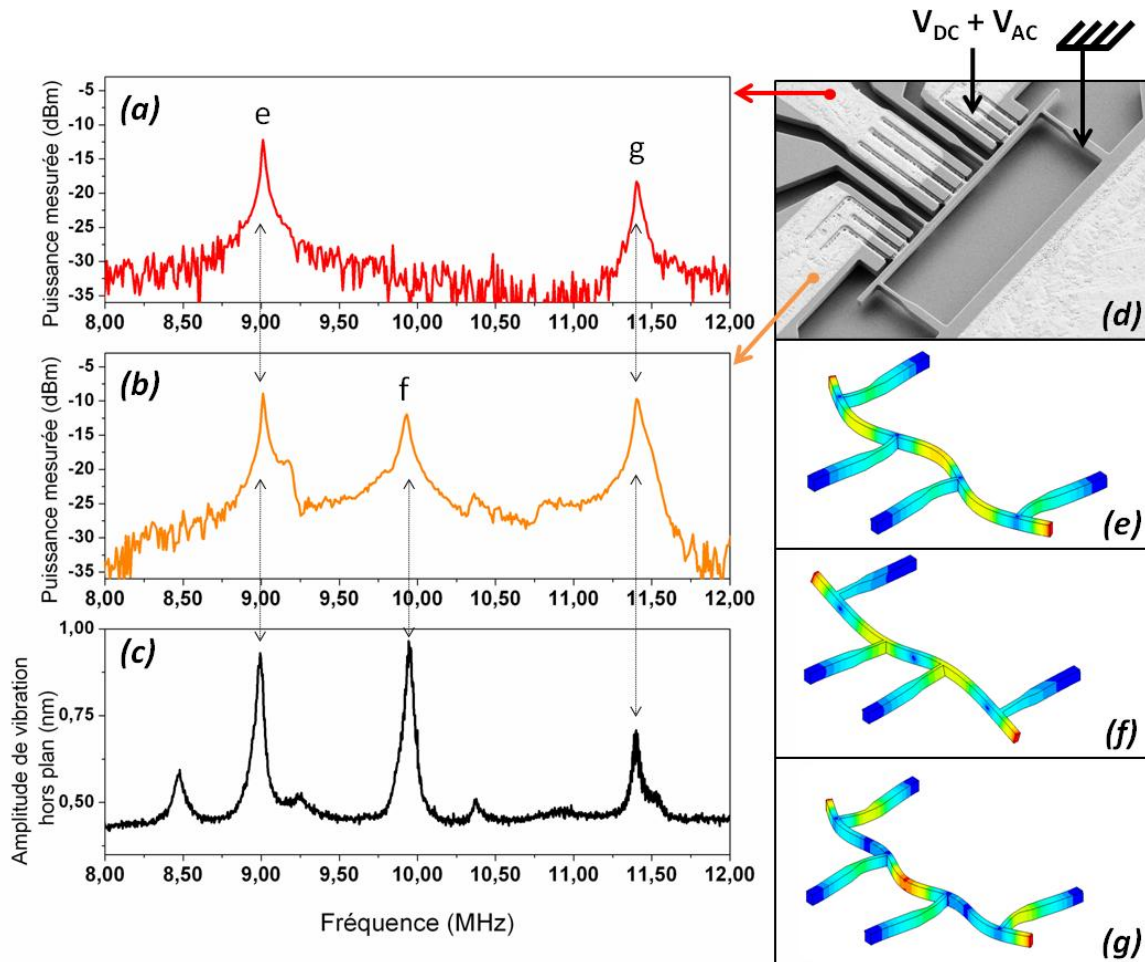 V_DC + V_AC
(a)
e
g
Puissance mesurée (dBm)
-5
-10
-15
-20
-25
-30
-35
8,00 8,50 9,00 9,50 10,00 10,50 11,00 11,50 12,00
(d)
(b)
f
Puissance mesurée (dBm)
-5
-10
-15
-20
-25
-30
-35
8,00 8,50 9,00 9,50 10,00 10,50 11,00 11,50 12,00
(e)
(c)
Amplitude de vibration
hors plan (nm)
1,00
0,75
0,50
8,00 8,50 9,00 9,50 10,00 10,50 11,00 11,50 12,00
Fréquence (MHz)
(f)
(g)